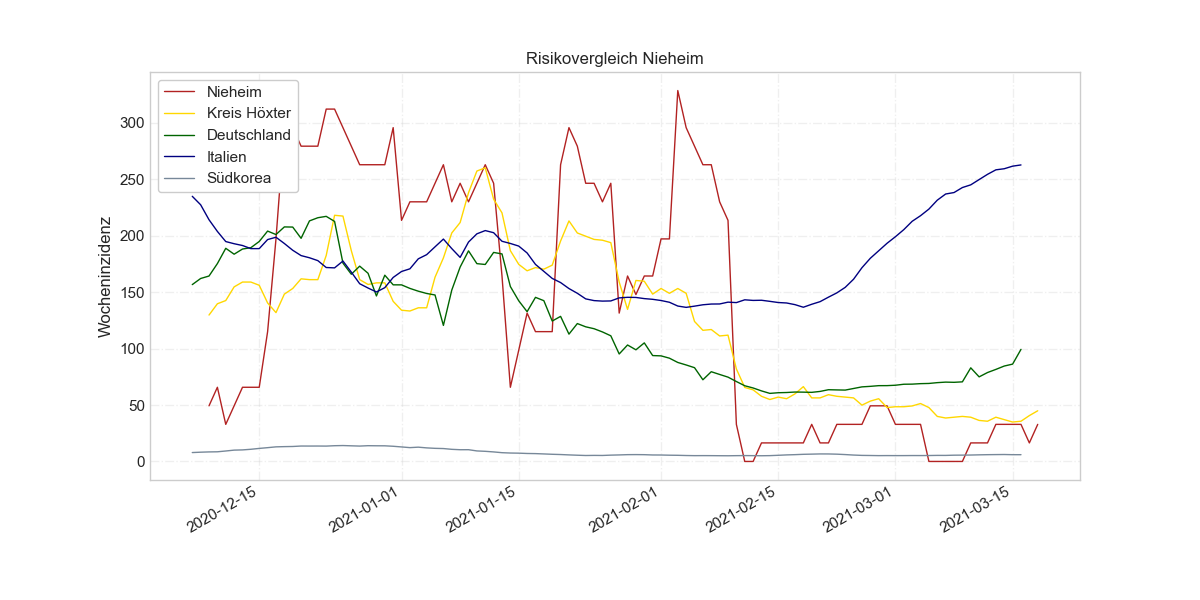 Risikovergleich Nieheim
Nieheim
Kreis Höxter
Deutschland
Italien
Südkorea
Wocheninzidenz
300
250
200
150
100
50
0
2020-12-15
2021-01-01
2021-01-15
2021-02-01
2021-02-15
2021-03-01
2021-03-15